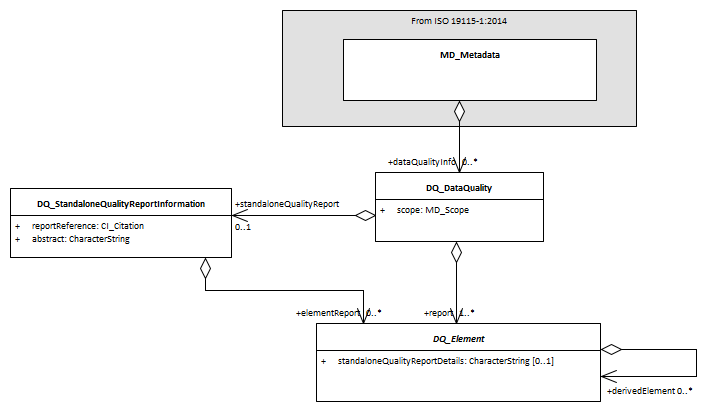 From ISO 19115-1:2014
MD_Metadata
+dataQualityInfo 0..*
DQ_DataQuality
+ scope: MD_Scope
DQ_StandaloneQualityReportInformation
+ reportReference: CI_Citation
+ abstract: CharacterString
+standaloneQualityReport
0..1
+elementReport 0..*
+report 1..*
DQ_Element
+ standaloneQualityReportDetails: CharacterString [0..1]
+derivedElement 0..*